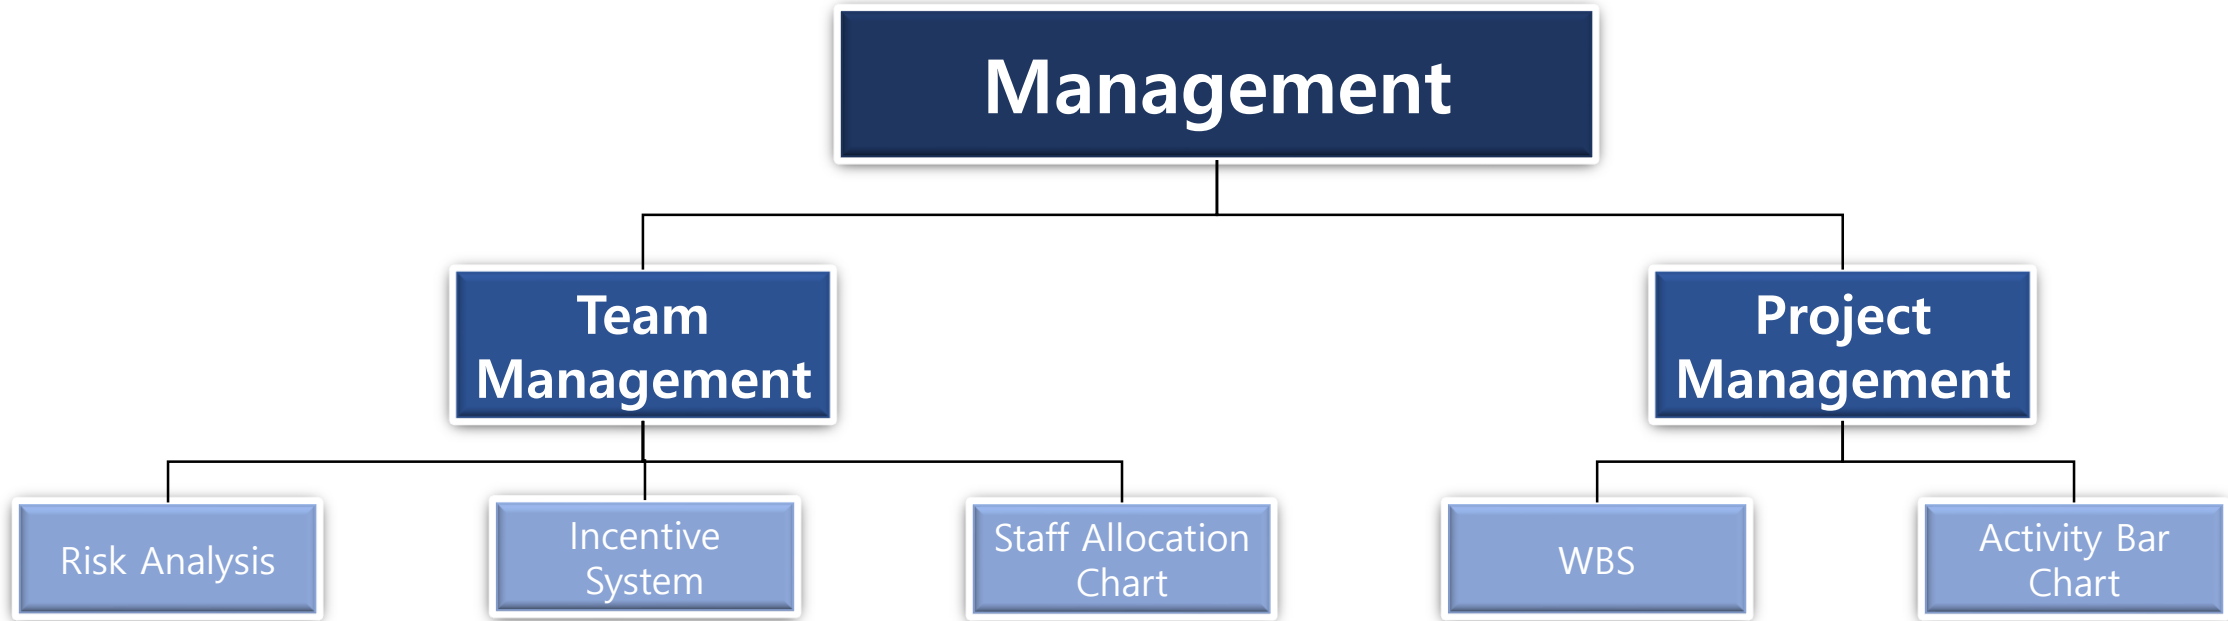 Management
Team
Management
Project
Management
Risk Analysis
Incentive
System
Staff Allocation
Chart
WBS
Activity Bar
Chart